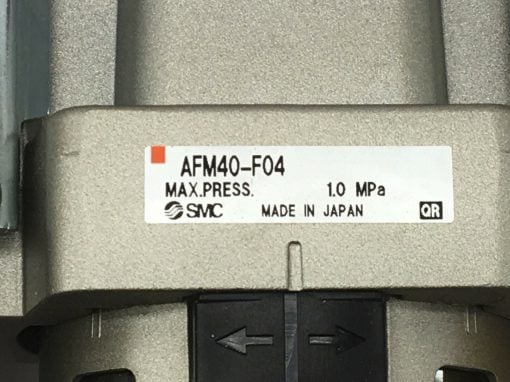 AFM40-F04
MAX.PRESS. 1.0 MPa
SMC MADE IN JAPAN QR